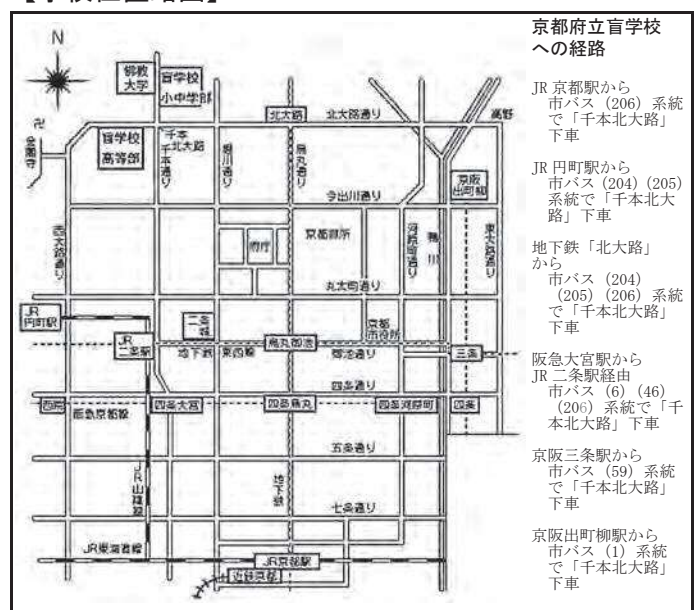 N
佛教
大学
盲学校
小中学部
卍
金閣寺
盲学校
高等部
千本
北大路
千本通り
堀川通り
北大路
北大路通り
烏丸通り
高野
京阪
出町柳
今出川通り
西大路通り
府庁
京都御所
河原町通り
鴨川
東大路通り
丸太町通り
JR
円町駅
JR
二条駅
二条
城
地下鉄
東西線
烏丸御池
京都
市役所
御池通り
三条
四条通り
西院
阪急京都線
四条大宮
四条烏丸
四条河原町
四条
五条通り
JR山陰線
地下鉄
七条通り
JR東海道線
JR京都駅
近鉄京都
京都府立盲学校
への経路
JR 京都駅から
市バス（206）系統
で「千本北大路」
下車
JR 円町駅から
市バス（204）（205）
系統で「千本北大
路」下車
地下鉄「北大路」
から
市バス（204）
（205）（206）系統
で「千本北大路」
下車
阪急大宮駅から
JR 二条駅経由
市バス（6）（46）
（206）系統で「千
本北大路」下車
京阪三条駅から
市バス（59）系統
で「千本北大路」
下車
京阪出町柳駅から
市バス（1）系統
で「千本北大路」
下車